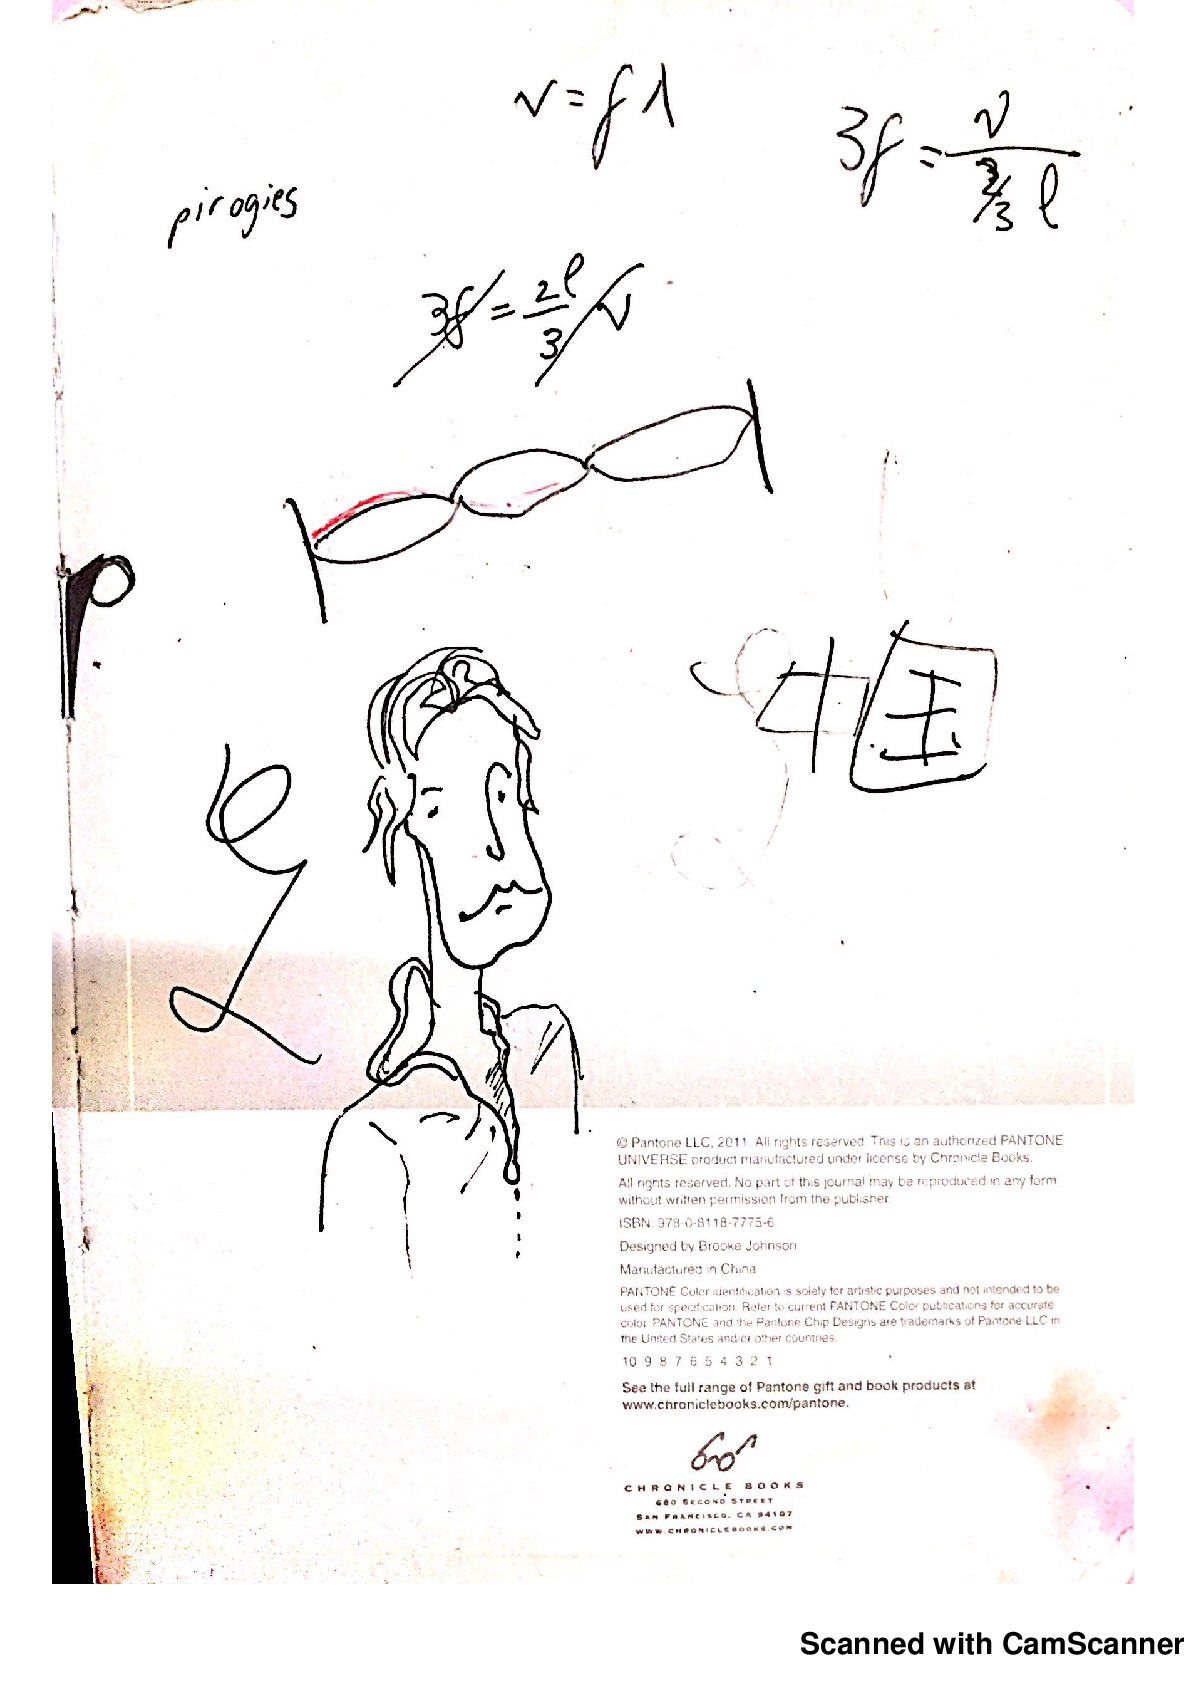 v = f λ
3f = v / (2/3 l)
pirogies
3f = 2l/3 v
中国
© Pantone LLC, 2011. All rights reserved. This is an authorized PANTONE
UNIVERSE product manufactured under license by Chronicle Books.
All rights reserved. No part of this journal may be reproduced in any form
without written permission from the publisher.
ISBN: 978-0-8118-7775-6
Designed by Brooke Johnson
Manufactured in China
PANTONE Color identification is solely for artistic purposes and not intended to be
used for specification. Refer to current PANTONE Color publications for accurate
color. PANTONE and the Pantone Chip Designs are trademarks of Pantone LLC in
the United States and/or other countries.
10 9 8 7 6 5 4 3 2 1
See the full range of Pantone gift and book products at
www.chroniclebooks.com/pantone.
CHRONICLE BOOKS
680 SECOND STREET
SAN FRANCISCO, CA 94107
WWW.CHRONICLEBOOKS.COM
Scanned with CamScanner